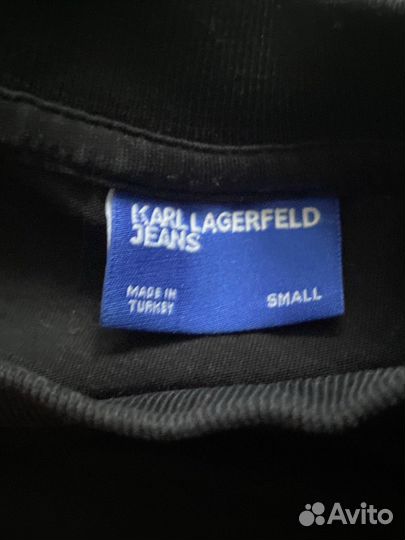 KARL LAGERFELD
JEANS
MADE IN
TURKEY
SMALL
Avito